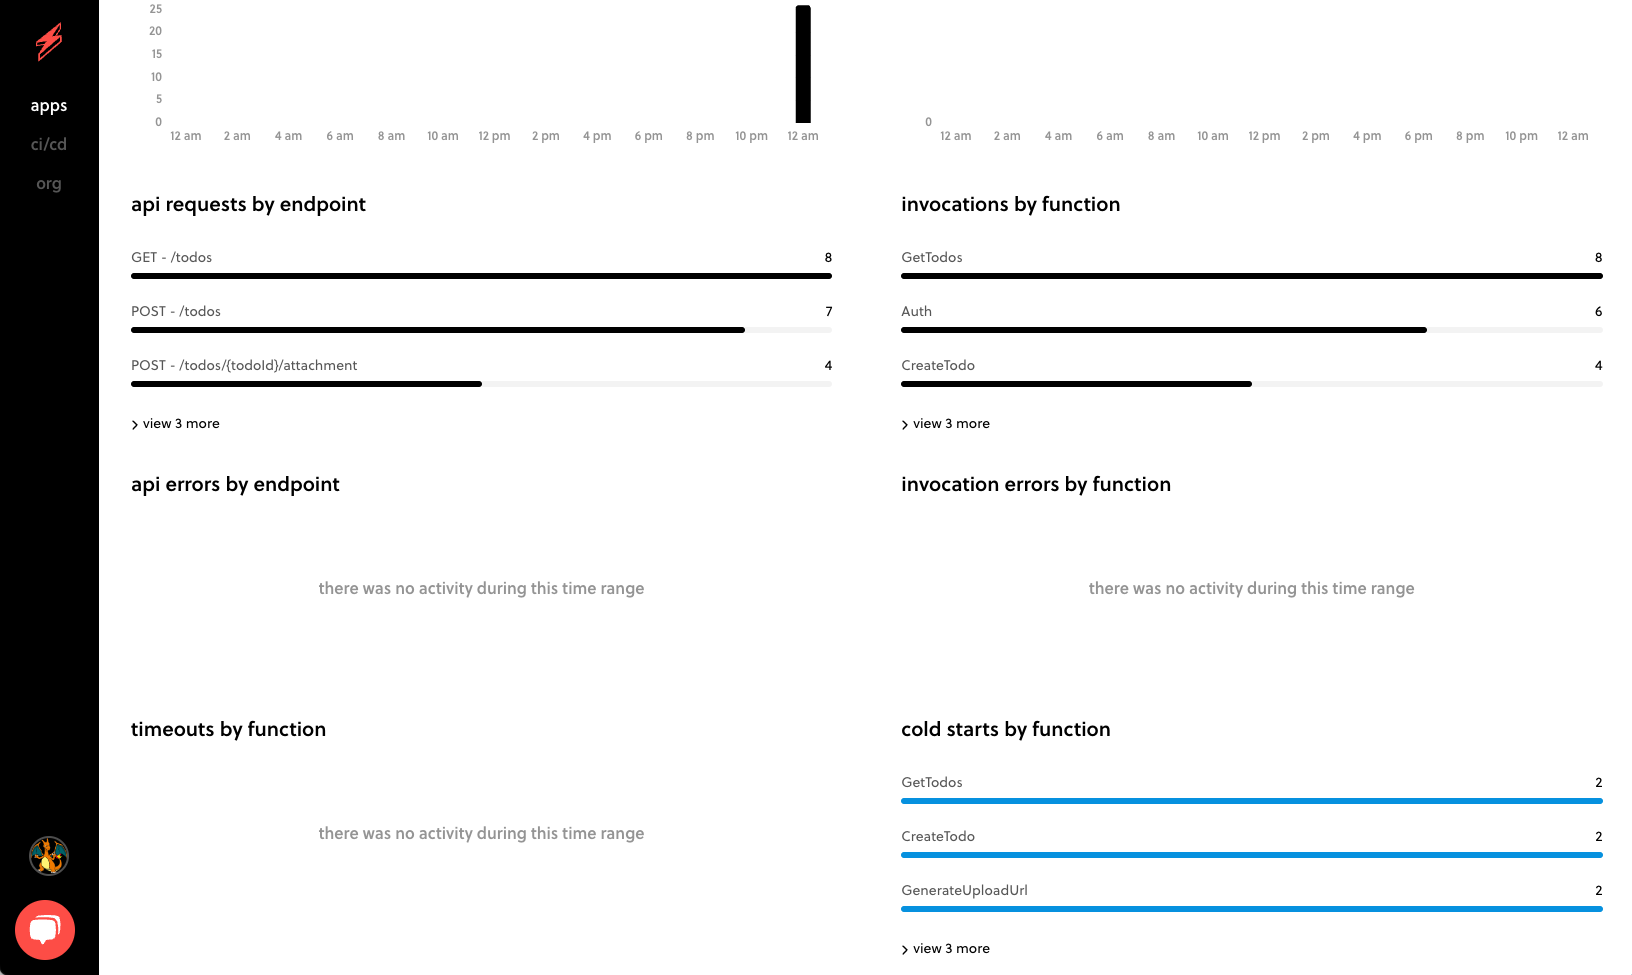 apps
ci/cd
org
25
20
15
10
5
0
12 am 2 am 4 am 6 am 8 am 10 am 12 pm 2 pm 4 pm 6 pm 8 pm 10 pm 12 am
0
12 am 2 am 4 am 6 am 8 am 10 am 12 pm 2 pm 4 pm 6 pm 8 pm 10 pm 12 am
api requests by endpoint
GET - /todos 8
POST - /todos 7
POST - /todos/{todoId}/attachment 4
view 3 more
invocations by function
GetTodos 8
Auth 6
CreateTodo 4
view 3 more
api errors by endpoint
there was no activity during this time range
invocation errors by function
there was no activity during this time range
timeouts by function
there was no activity during this time range
cold starts by function
GetTodos 2
CreateTodo 2
GenerateUploadUrl 2
view 3 more